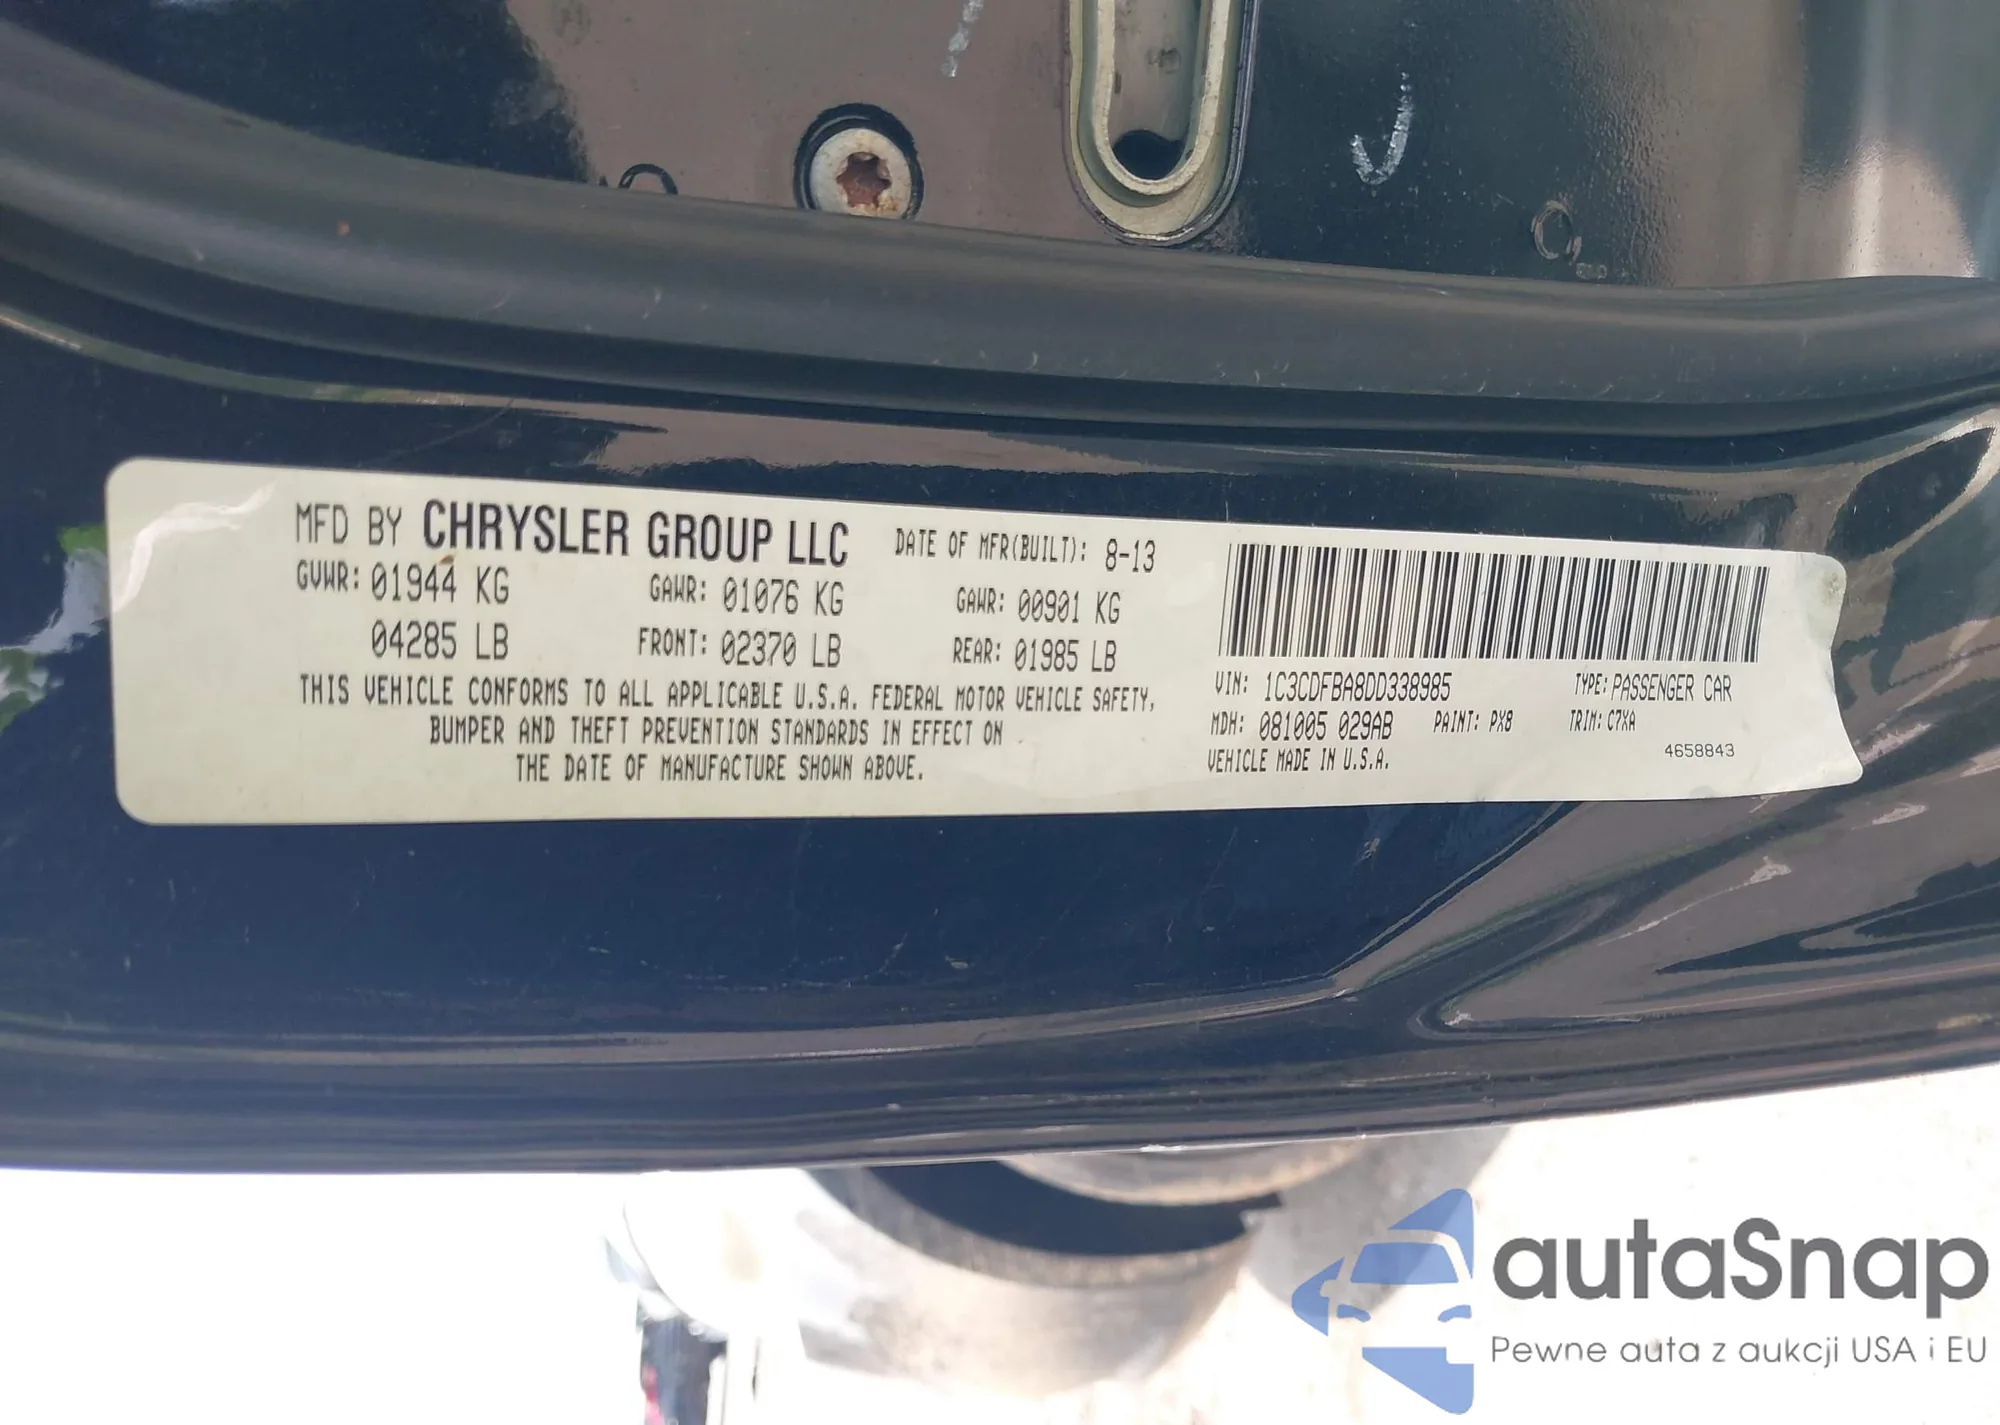 MFD BY CHRYSLER GROUP LLC DATE OF MFR(BUILT): 8-13
GVWR: 01944 KG GAWR: 01076 KG GAWR: 00901 KG
04285 LB FRONT: 02370 LB REAR: 01985 LB
THIS VEHICLE CONFORMS TO ALL APPLICABLE U.S.A. FEDERAL MOTOR VEHICLE SAFETY,
BUMPER AND THEFT PREVENTION STANDARDS IN EFFECT ON
THE DATE OF MANUFACTURE SHOWN ABOVE.
VIN: 1C3CDFBA8DD338985 TYPE: PASSENGER CAR
MDH: 081005 029AB PAINT: PX8 TRIM: C7XA
VEHICLE MADE IN U.S.A. 4658843
autaSnap
Pewne auta z aukcji USA i EU